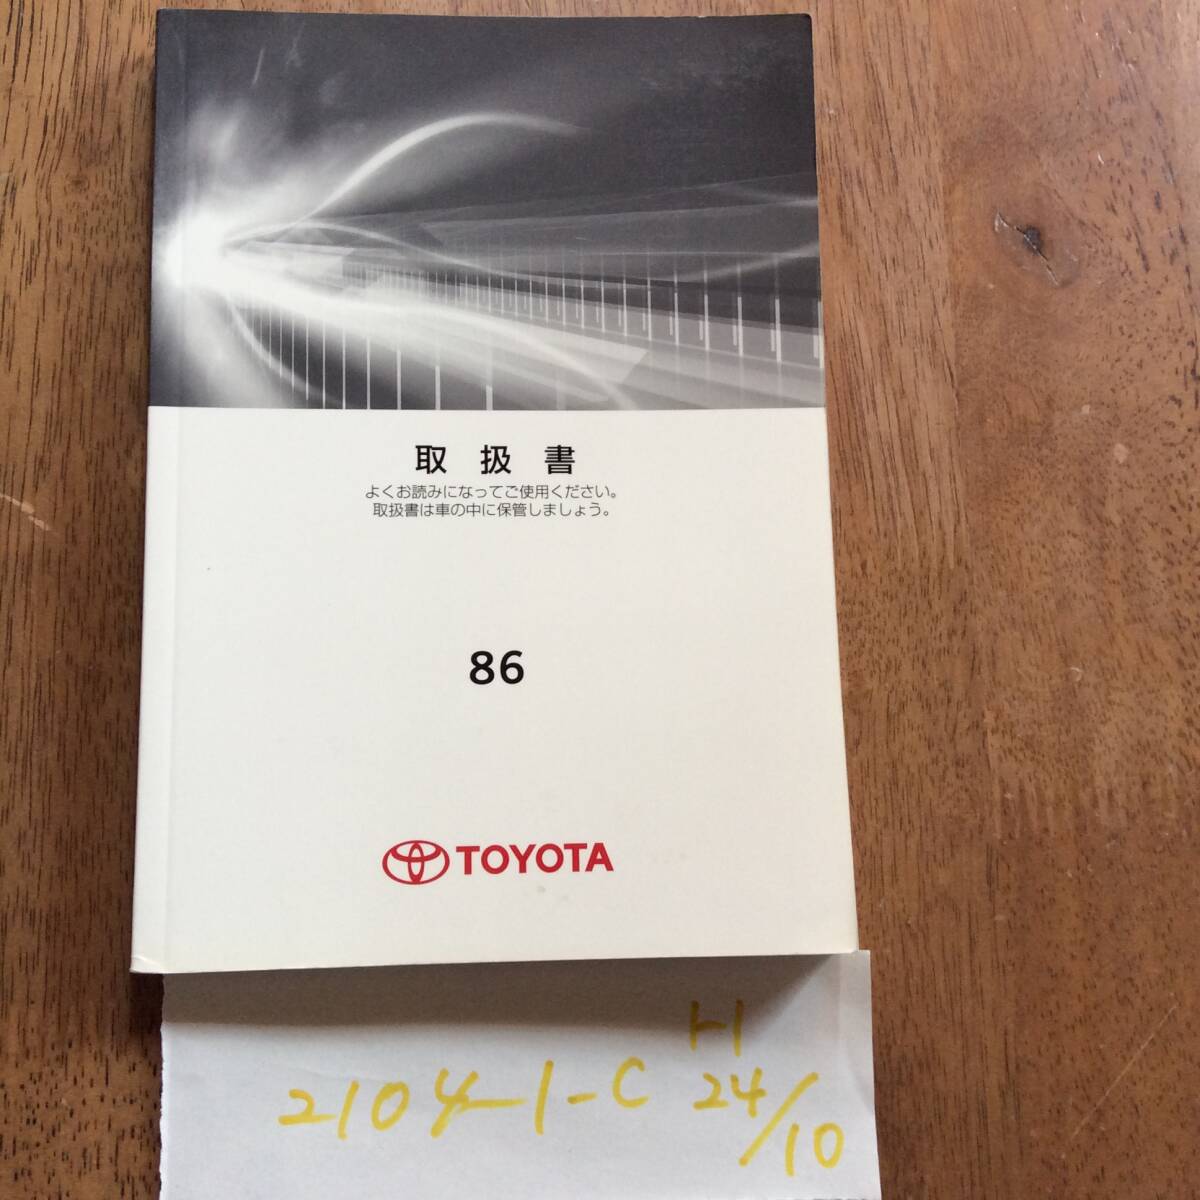 取扱書
よくお読みになってご使用ください。
取扱書は車の中に保管しましょう。
86
TOYOTA
2104-1-C H24/10